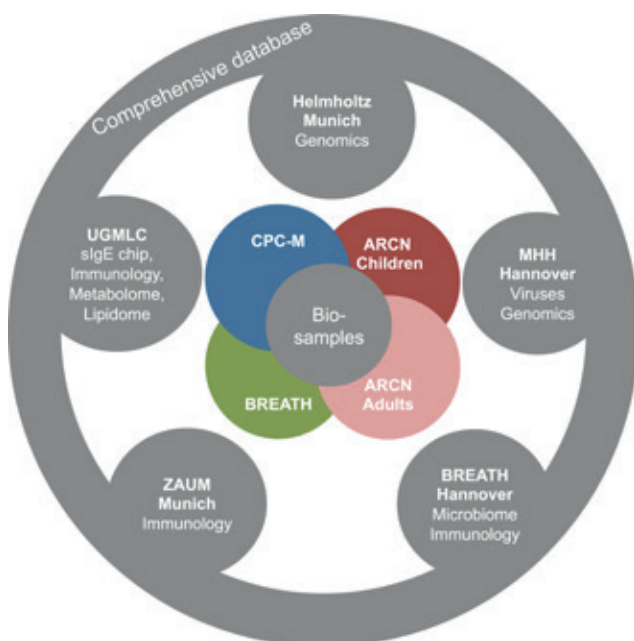 Comprehensive database
Helmholtz
Munich
Genomics
UGMLC
sIgE chip,
Immunology,
Metabolome,
Lipidome
CPC-M
ARCN
Children
MHH
Hannover
Viruses
Genomics
Bio-
samples
BREATH
ARCN
Adults
ZAUM
Munich
Immunology
BREATH
Hannover
Microbiome
Immunology